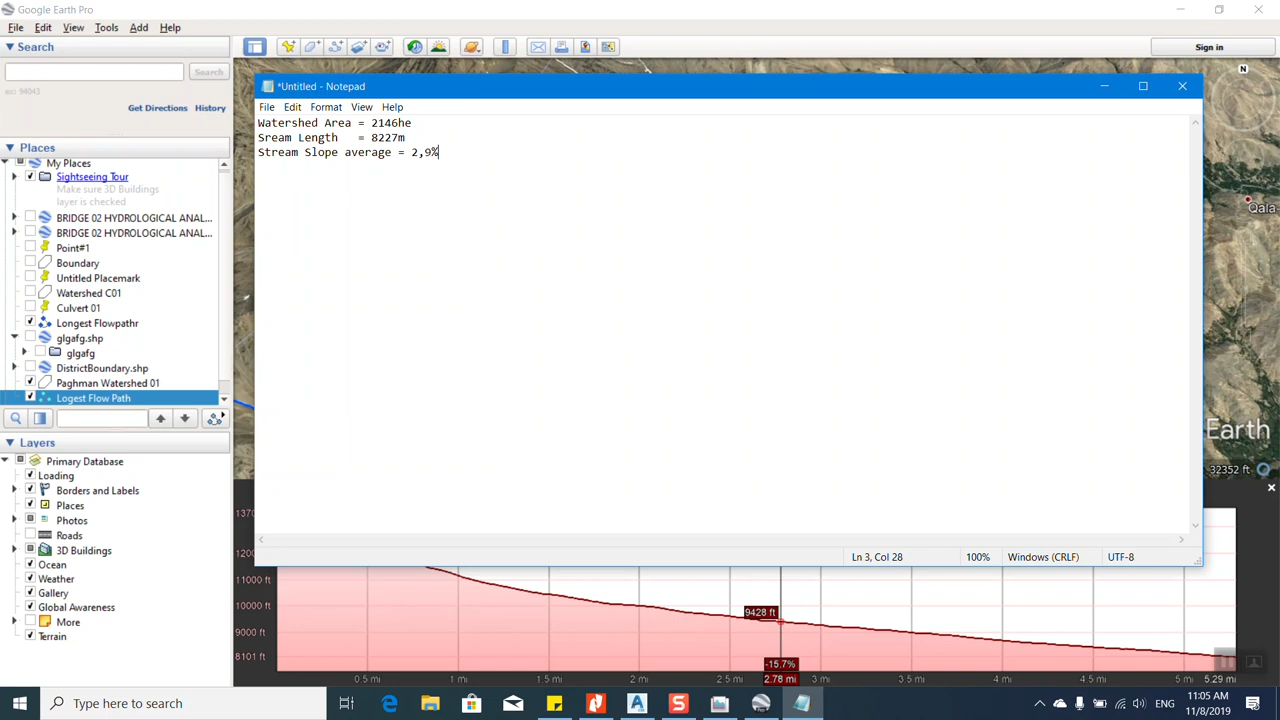 Google Earth Pro
File Edit View Tools Add Help
Sign in
Search
Search
ex: 94043
Get Directions History
Places
My Places
Sightseeing Tour
Make sure 3D Buildings
layer is checked
BRIDGE 02 HYDROLOGICAL ANAL...
BRIDGE 02 HYDROLOGICAL ANAL...
Point#1
Boundary
Untitled Placemark
Watershed C01
Culvert 01
Longest Flowpathr
glgafg.shp
glgafg
DistrictBoundary.shp
Paghman Watershed 01
Logest Flow Path
Layers
Primary Database
Loading
Borders and Labels
Places
Photos
Roads
3D Buildings
Ocean
Weather
Gallery
Global Awareness
More
Terrain
*Untitled - Notepad
File Edit Format View Help
Watershed Area = 2146he
Sream Length = 8227m
Stream Slope average = 2,9%
Ln 3, Col 28 100% Windows (CRLF) UTF-8
N
Qala-
Earth
32352 ft
11000 ft
10000 ft
9000 ft
8101 ft
9428 ft
-15.7%
0.5 mi 1 mi 1.5 mi 2 mi 2.5 mi 2.78 mi 3 mi 3.5 mi 4 mi 4.5 mi 5 mi 5.29 mi
Type here to search
ENG
11:05 AM
11/8/2019